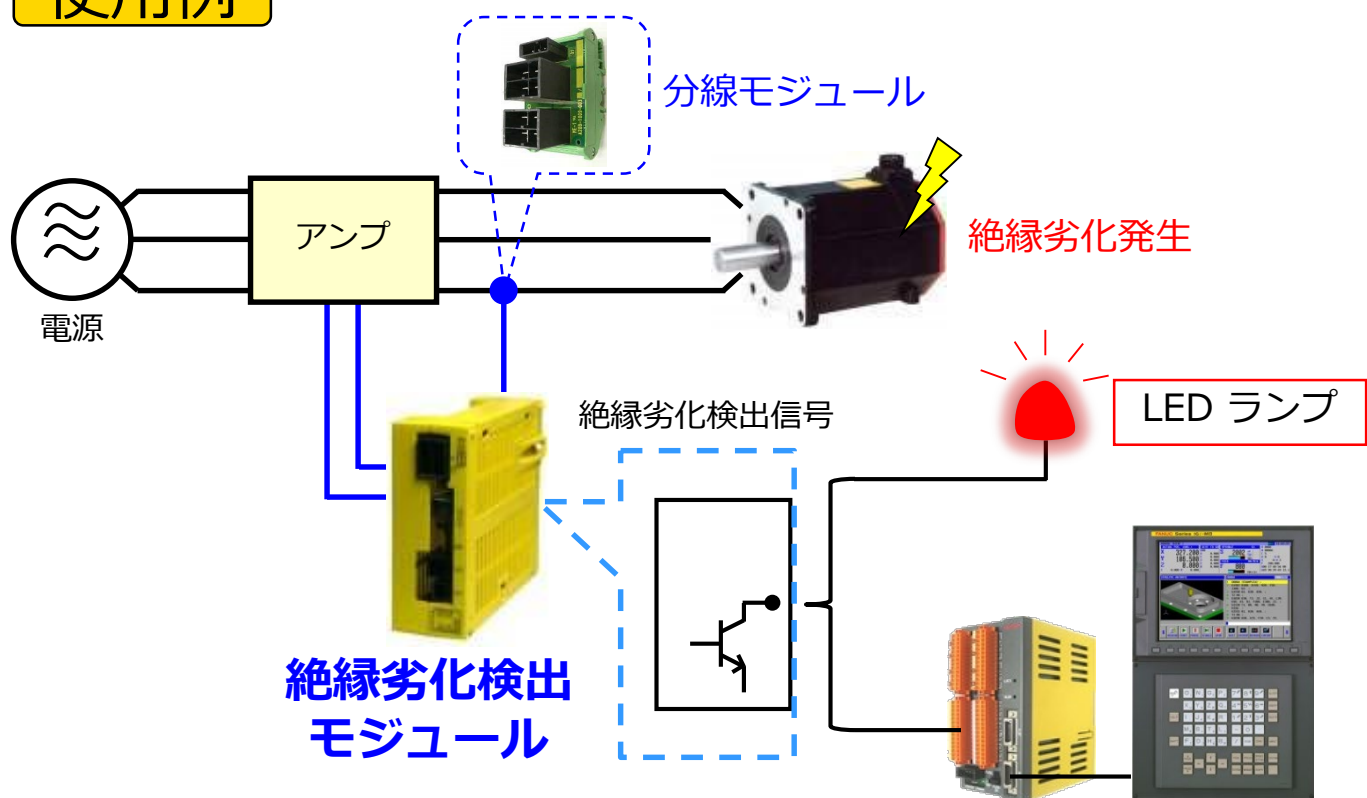 使用例
分線モジュール
アンプ
電源
絶縁劣化発生
絶縁劣化検出信号
LED ランプ
絶縁劣化検出
モジュール